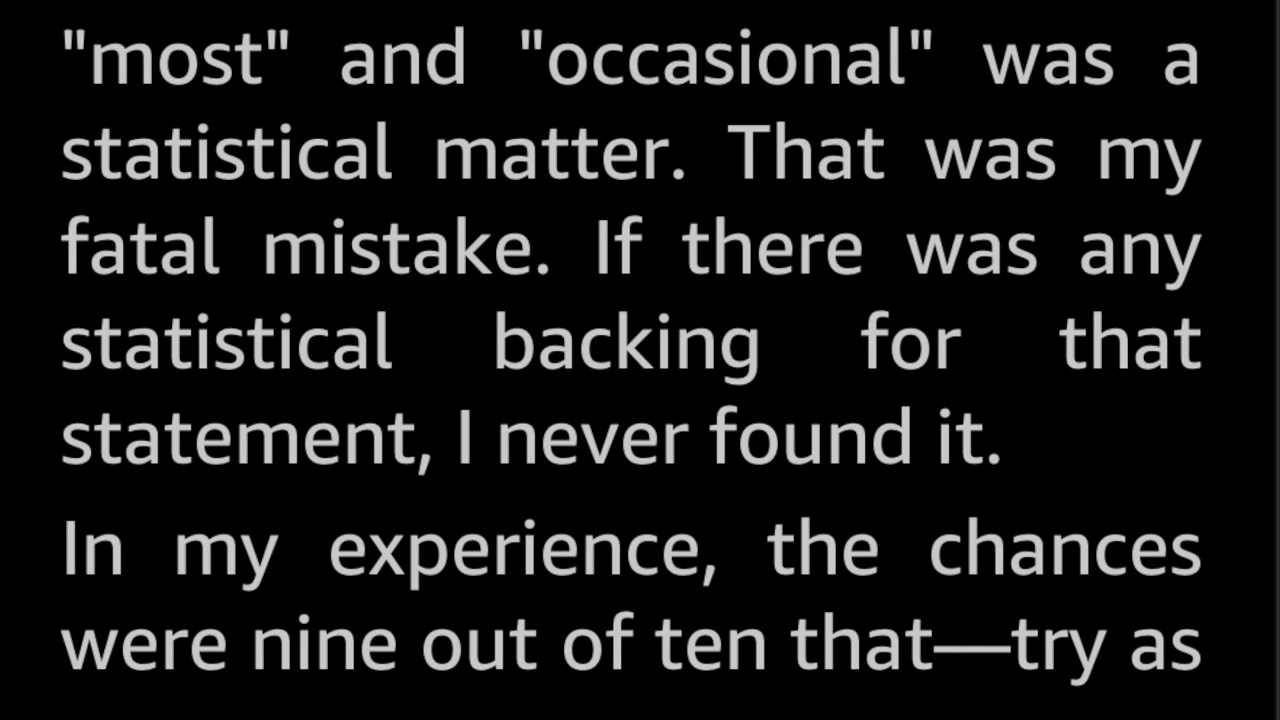 "most" and "occasional" was a
statistical matter. That was my
fatal mistake. If there was any
statistical backing for that
statement, I never found it.
In my experience, the chances
were nine out of ten that—try as